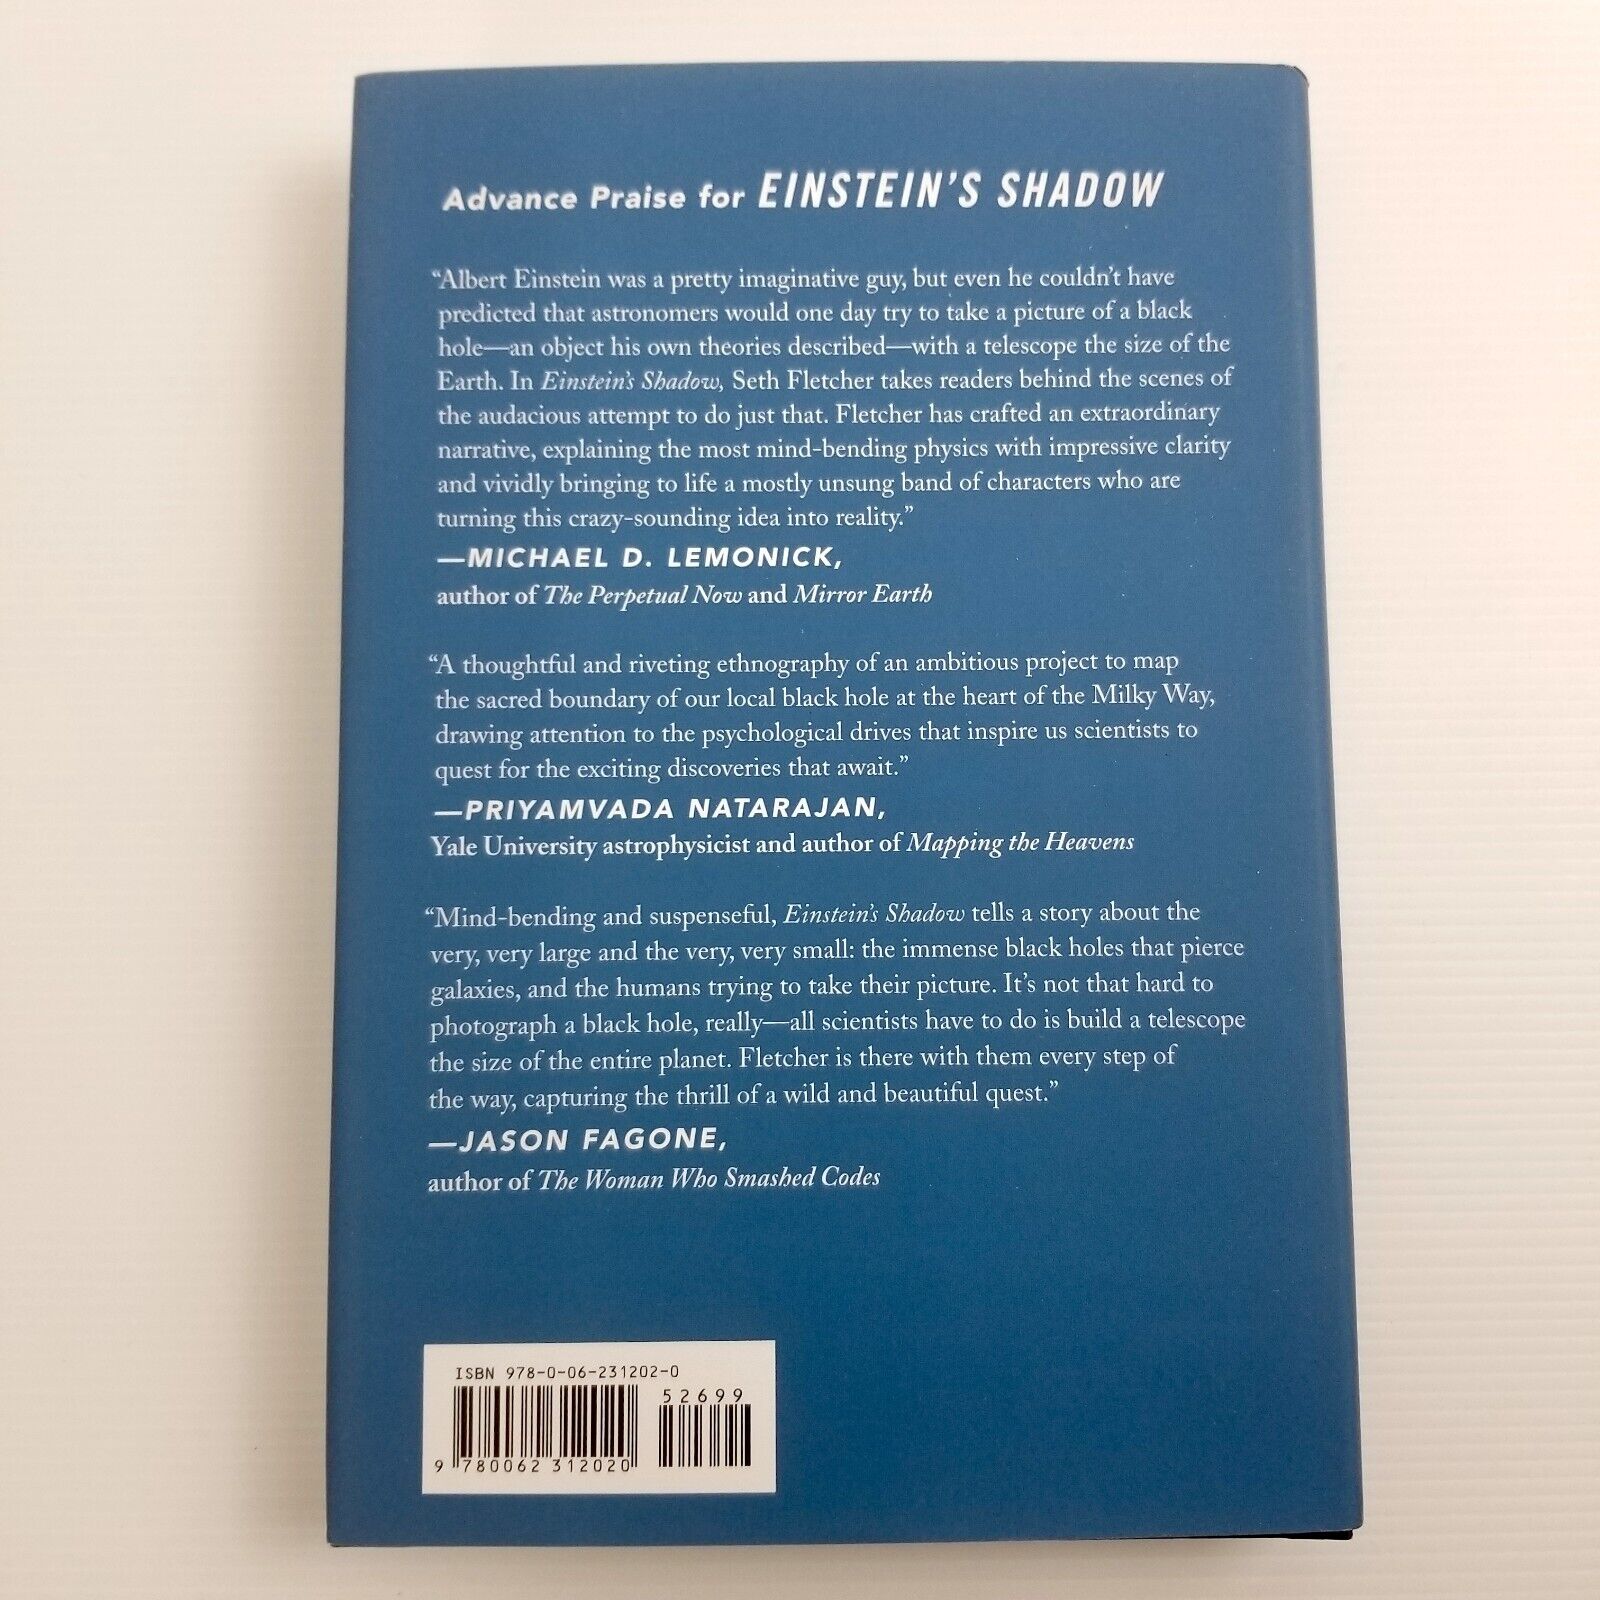 Advance Praise for EINSTEIN'S SHADOW
“Albert Einstein was a pretty imaginative guy, but even he couldn’t have
predicted that astronomers would one day try to take a picture of a black
hole—an object his own theories described—with a telescope the size of the
Earth. In Einstein’s Shadow, Seth Fletcher takes readers behind the scenes of
the audacious attempt to do just that. Fletcher has crafted an extraordinary
narrative, explaining the most mind-bending physics with impressive clarity
and vividly bringing to life a mostly unsung band of characters who are
turning this crazy-sounding idea into reality.”
—MICHAEL D. LEMONICK,
author of The Perpetual Now and Mirror Earth
“A thoughtful and riveting ethnography of an ambitious project to map
the sacred boundary of our local black hole at the heart of the Milky Way,
drawing attention to the psychological drives that inspire us scientists to
quest for the exciting discoveries that await.”
—PRIYAMVADA NATARAJAN,
Yale University astrophysicist and author of Mapping the Heavens
“Mind-bending and suspenseful, Einstein’s Shadow tells a story about the
very, very large and the very, very small: the immense black holes that pierce
galaxies, and the humans trying to take their picture. It’s not that hard to
photograph a black hole, really—all scientists have to do is build a telescope
the size of the entire planet. Fletcher is there with them every step of
the way, capturing the thrill of a wild and beautiful quest.”
—JASON FAGONE,
author of The Woman Who Smashed Codes
ISBN 978-0-06-231202-0
52699
9 780062 312020